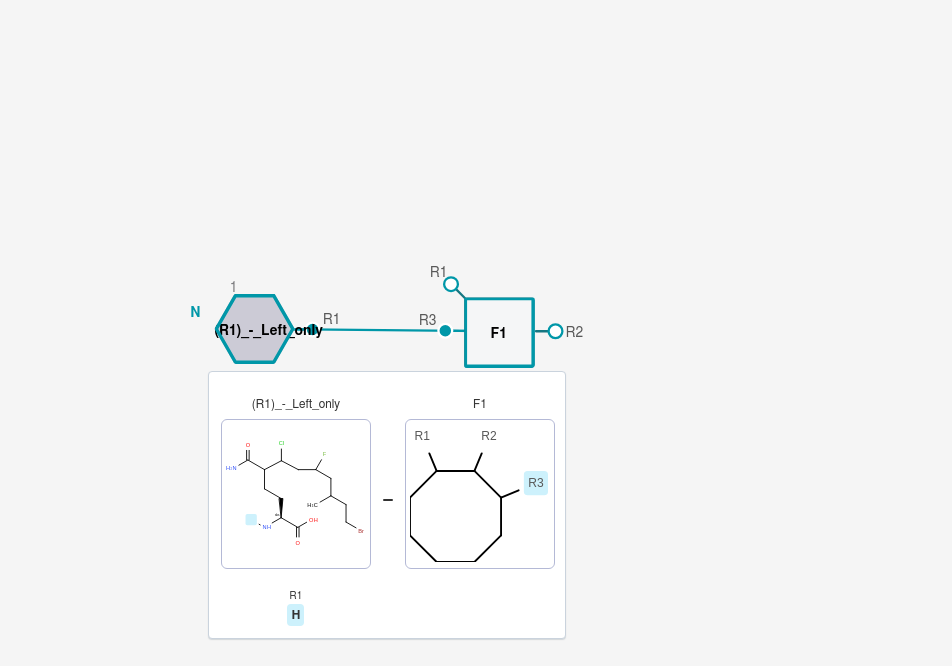 R1
1
N
(R1)_-_Left_only
R1
R3
F1
R2
(R1)_-_Left_only
F1
O
H₂N
Cl
F
H₃C
NH
OH
O
Br
R1
R2
R3
R1
H